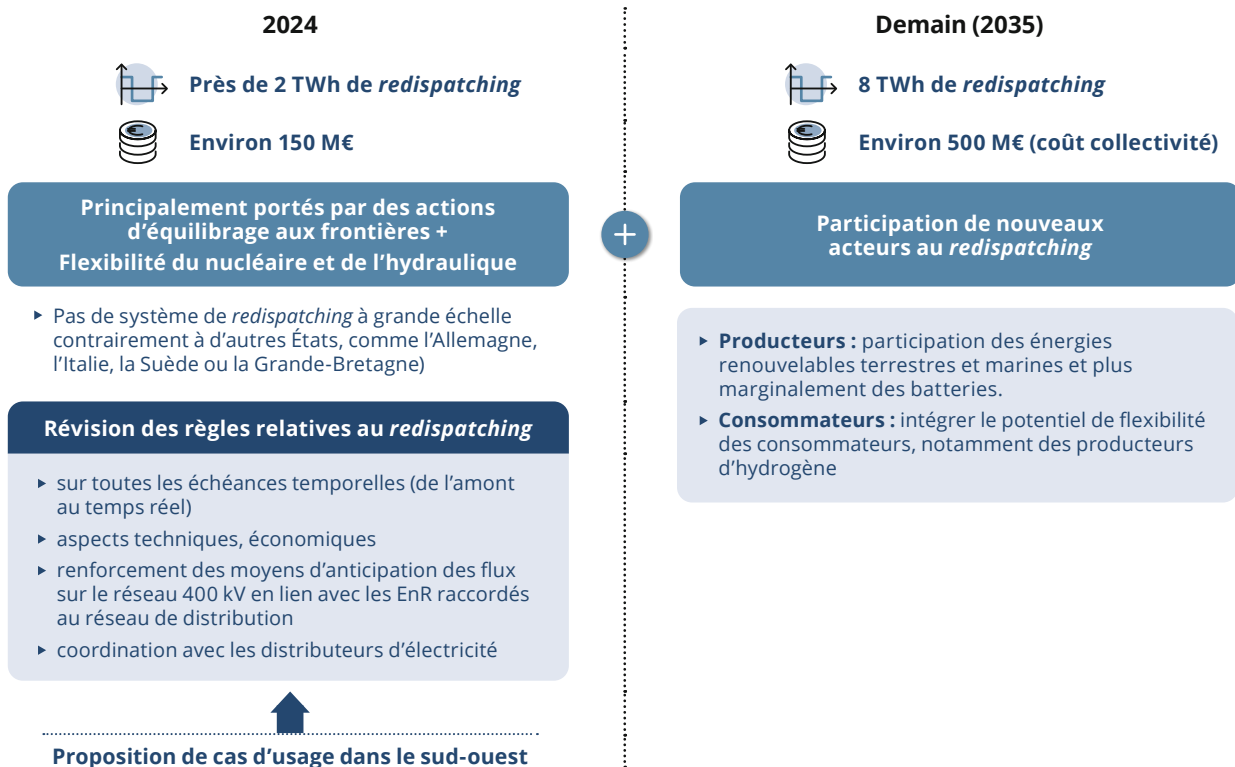 2024
Près de 2 TWh de redispatching
Environ 150 M€
Principalement portés par des actions
d'équilibrage aux frontières +
Flexibilité du nucléaire et de l'hydraulique
▸ Pas de système de redispatching à grande échelle
contrairement à d'autres États, comme l'Allemagne,
l'Italie, la Suède ou la Grande-Bretagne)
Révision des règles relatives au redispatching
▸ sur toutes les échéances temporelles (de l'amont
au temps réel)
▸ aspects techniques, économiques
▸ renforcement des moyens d'anticipation des flux
sur le réseau 400 kV en lien avec les EnR raccordés
au réseau de distribution
▸ coordination avec les distributeurs d'électricité
Proposition de cas d'usage dans le sud-ouest
+
Demain (2035)
8 TWh de redispatching
Environ 500 M€ (coût collectivité)
Participation de nouveaux
acteurs au redispatching
▸ Producteurs : participation des énergies
renouvelables terrestres et marines et plus
marginalement des batteries.
▸ Consommateurs : intégrer le potentiel de flexibilité
des consommateurs, notamment des producteurs
d'hydrogène